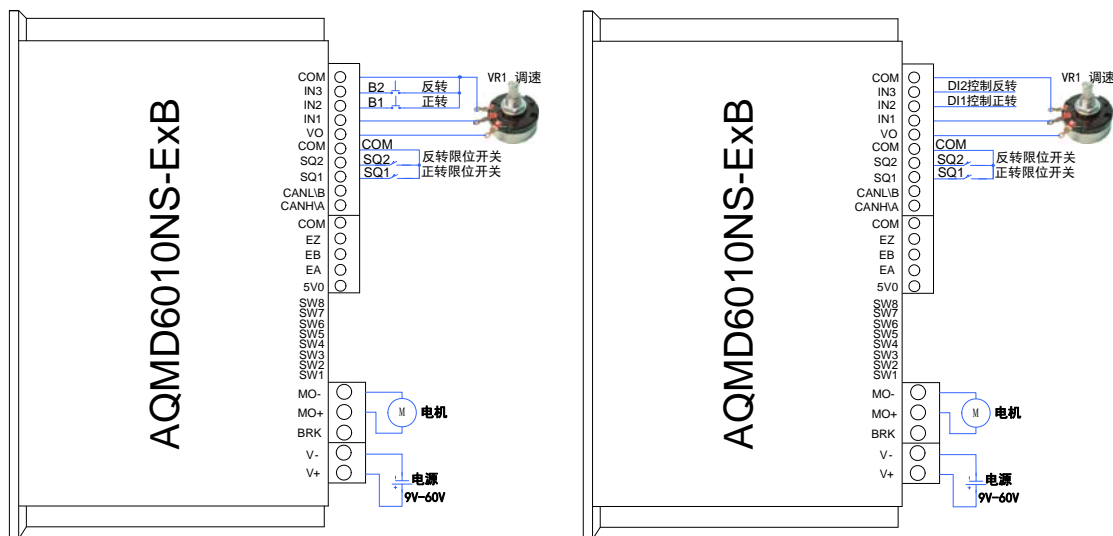 AQMD6010NS-ExB
COM
IN3
IN2
IN1
VO
COM
SQ2
SQ1
CANL\B
CANH\A
COM
EZ
EB
EA
5V0
SW8
SW7
SW6
SW5
SW4
SW3
SW2
SW1
MO-
MO+
BRK
V-
V+
B2 反转
B1 正转
VR1 调速
COM
SQ2 反转限位开关
SQ1 正转限位开关
M 电机
电源
9V-60V
AQMD6010NS-ExB
COM
IN3
IN2
IN1
VO
COM
SQ2
SQ1
CANL\B
CANH\A
COM
EZ
EB
EA
5V0
SW8
SW7
SW6
SW5
SW4
SW3
SW2
SW1
MO-
MO+
BRK
V-
V+
DI2控制反转
DI1控制正转
VR1 调速
COM
SQ2 反转限位开关
SQ1 正转限位开关
M 电机
电源
9V-60V